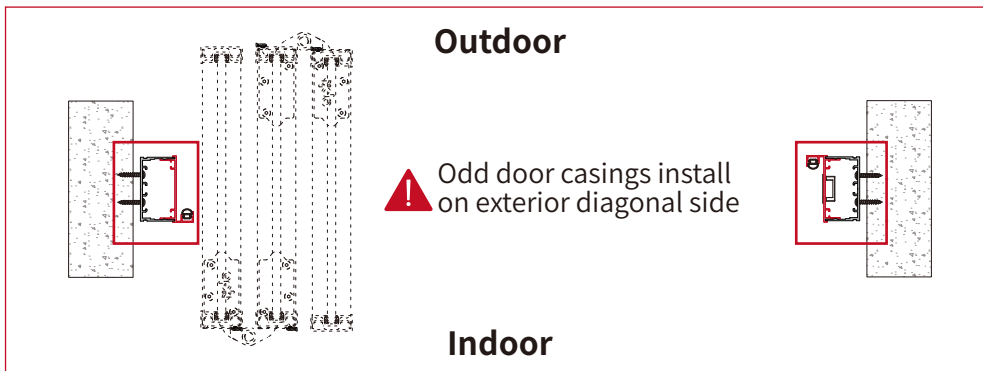 Outdoor
Odd door casings install
on exterior diagonal side
Indoor